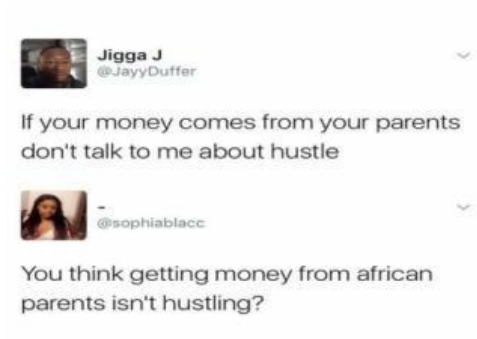 Jigga J
@JayyDuffer
If your money comes from your parents
don't talk to me about hustle
-
@sophiablacc
You think getting money from african
parents isn't hustling?